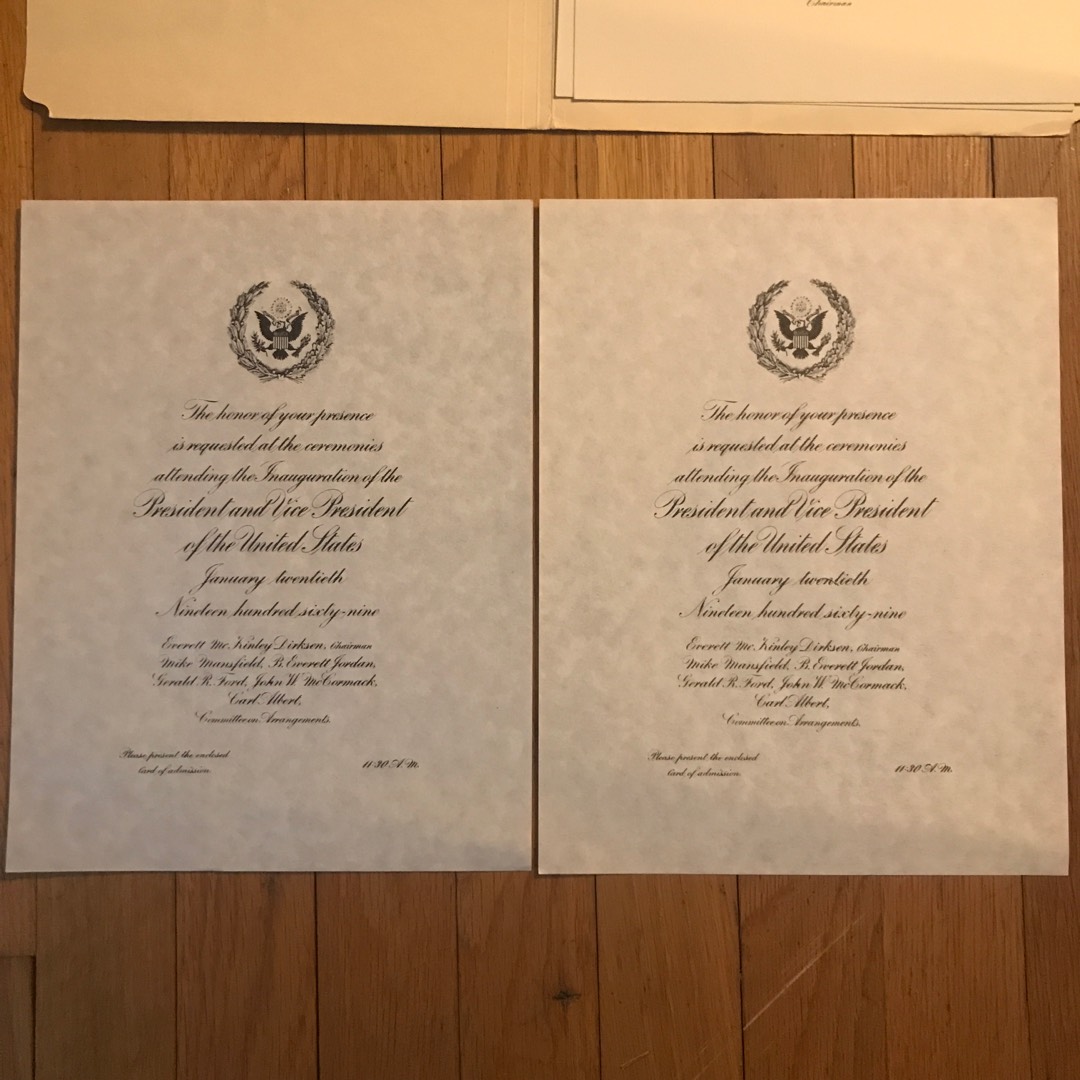 Chairman
The honor of your presence
is requested at the ceremonies
attending the Inauguration of the
President and Vice President
of the United States
January twentieth
Nineteen hundred sixty-nine
Everett Mc.Kinley Dirksen, Chairman
Mike Mansfield, B. Everett Jordan,
Gerald R. Ford, John W. McCormack,
Carl Albert,
Committee on Arrangements.
Please present the enclosed
Card of admission
11:30 A.M.
The honor of your presence
is requested at the ceremonies
attending the Inauguration of the
President and Vice President
of the United States
January twentieth
Nineteen hundred sixty-nine
Everett Mc.Kinley Dirksen, Chairman
Mike Mansfield, B. Everett Jordan,
Gerald R. Ford, John W. McCormack,
Carl Albert,
Committee on Arrangements.
Please present the enclosed
Card of admission
11:30 A.M.